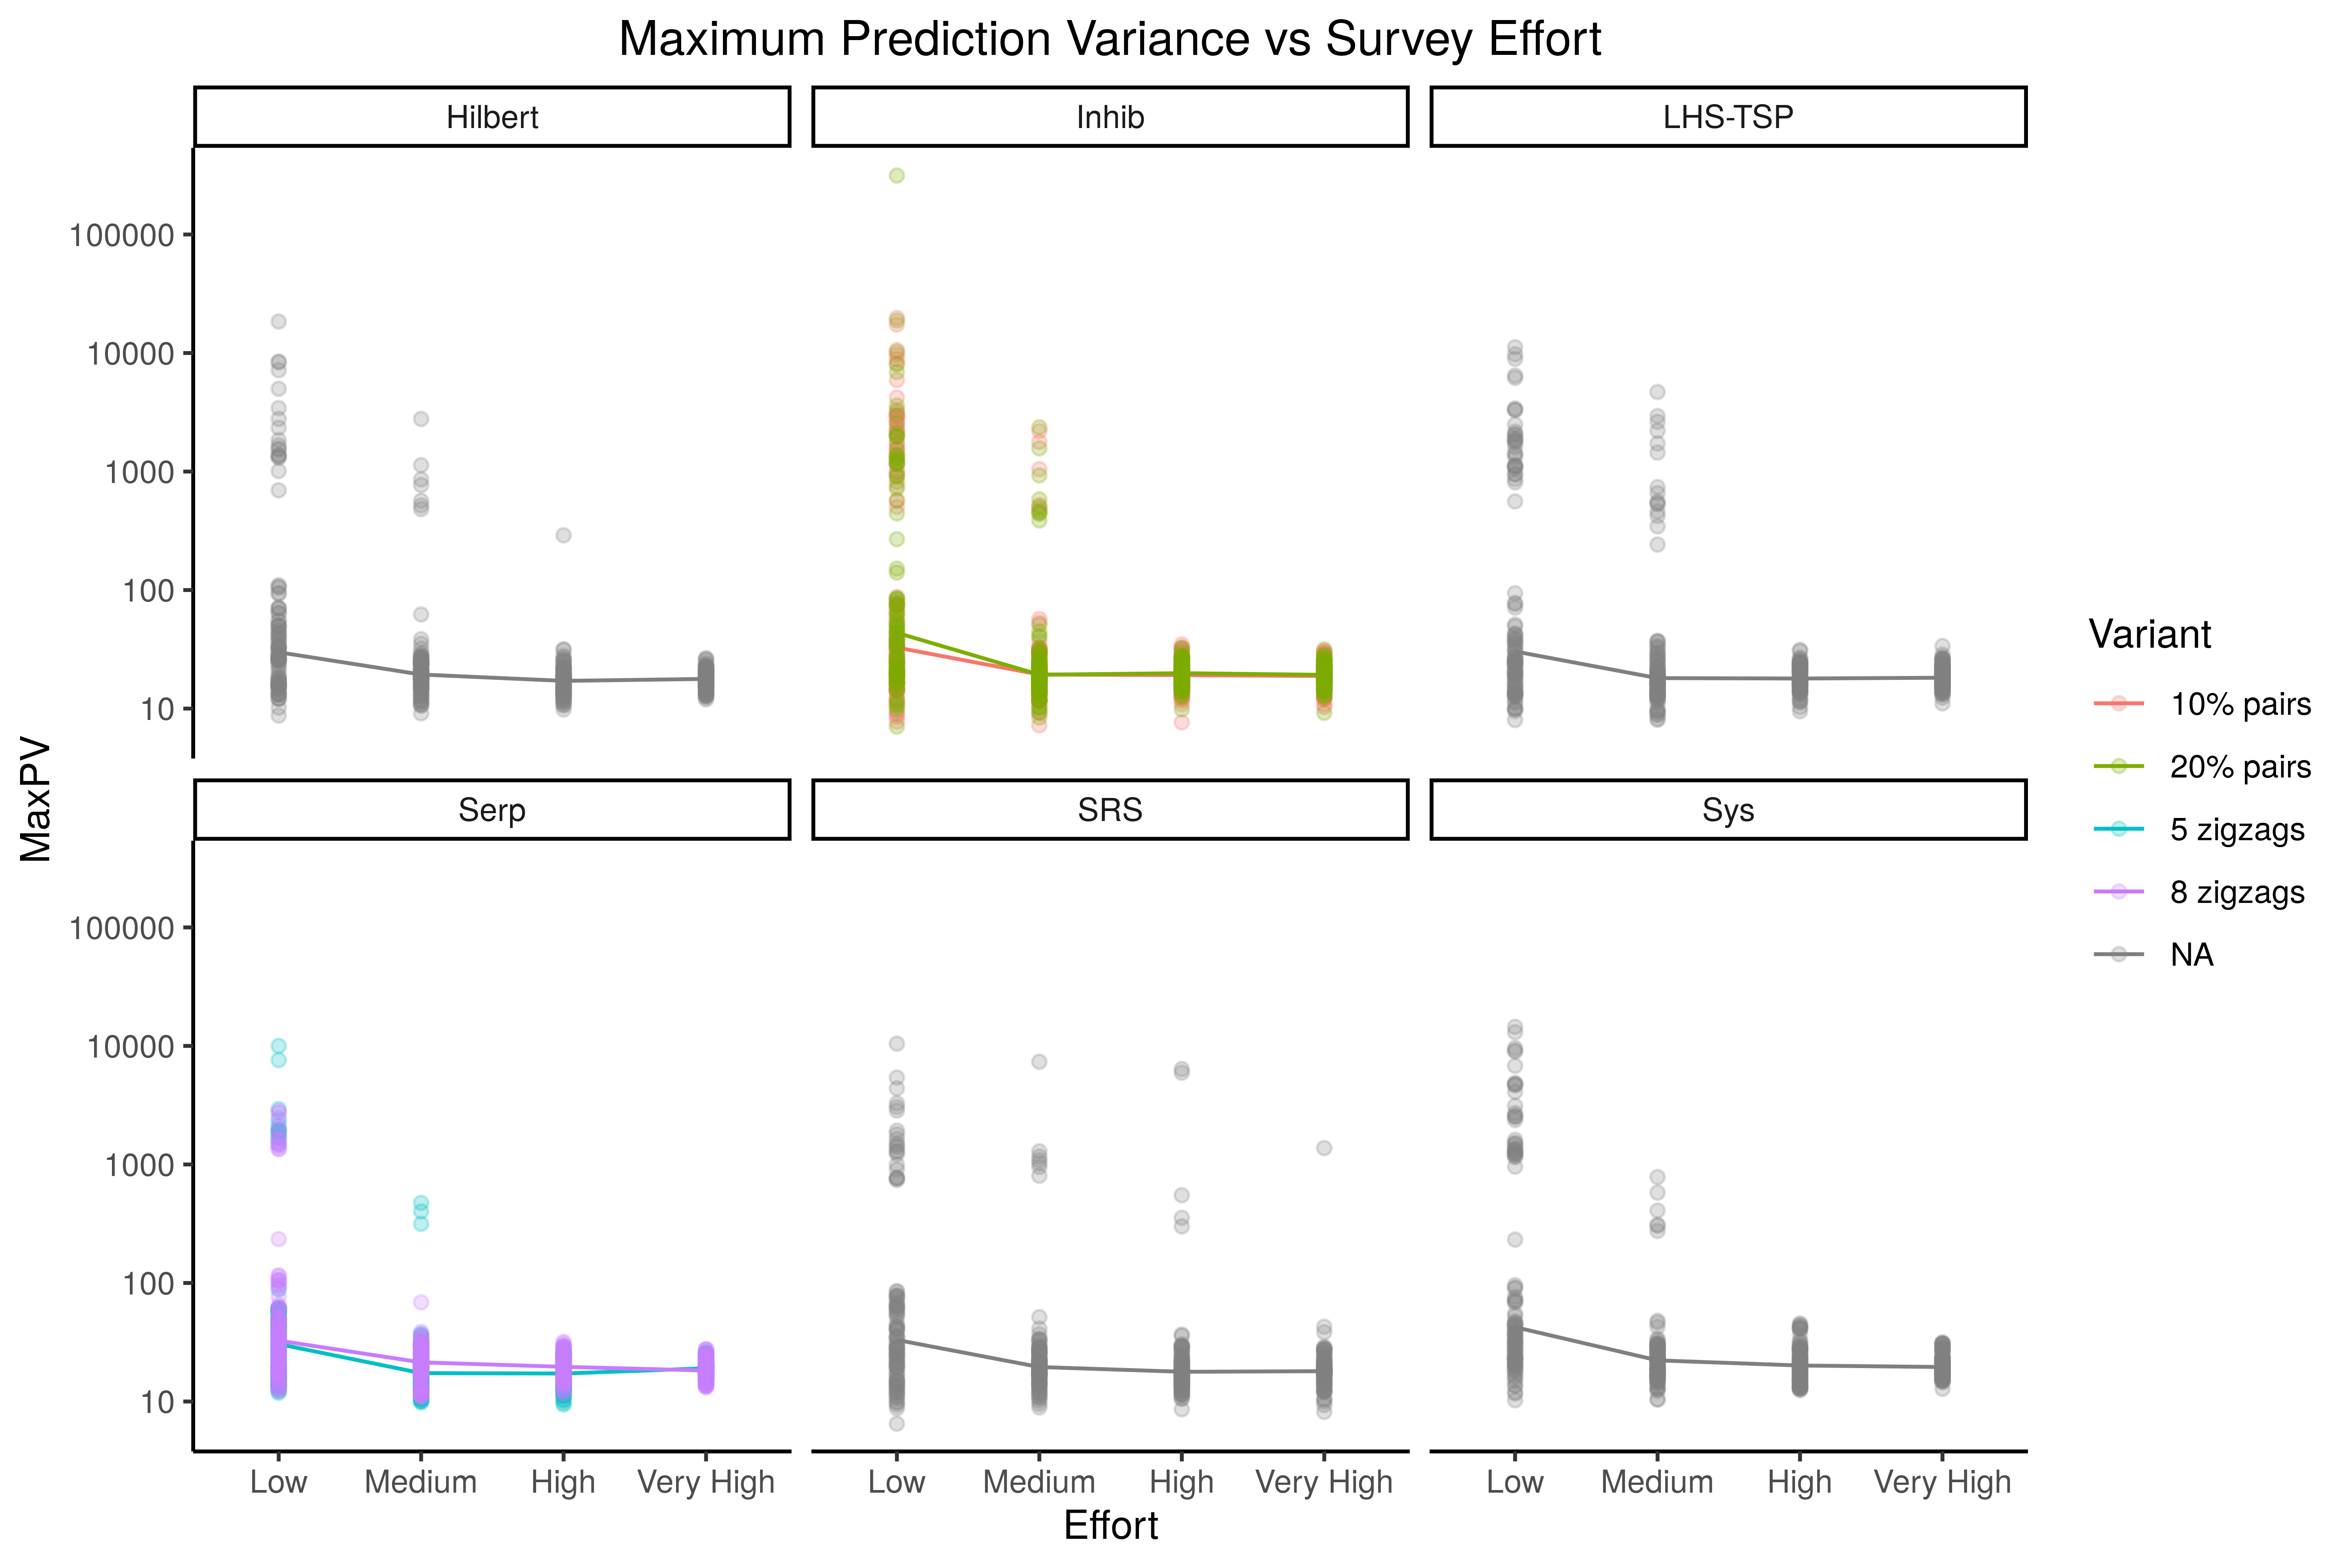 Maximum Prediction Variance vs Survey Effort
Hilbert
Inhib
LHS-TSP
100000
10000
1000
100
10
Serp
SRS
Sys
100000
10000
1000
100
10
MaxPV
Low Medium High Very High
Low Medium High Very High
Low Medium High Very High
Effort
Variant
10% pairs
20% pairs
5 zigzags
8 zigzags
NA